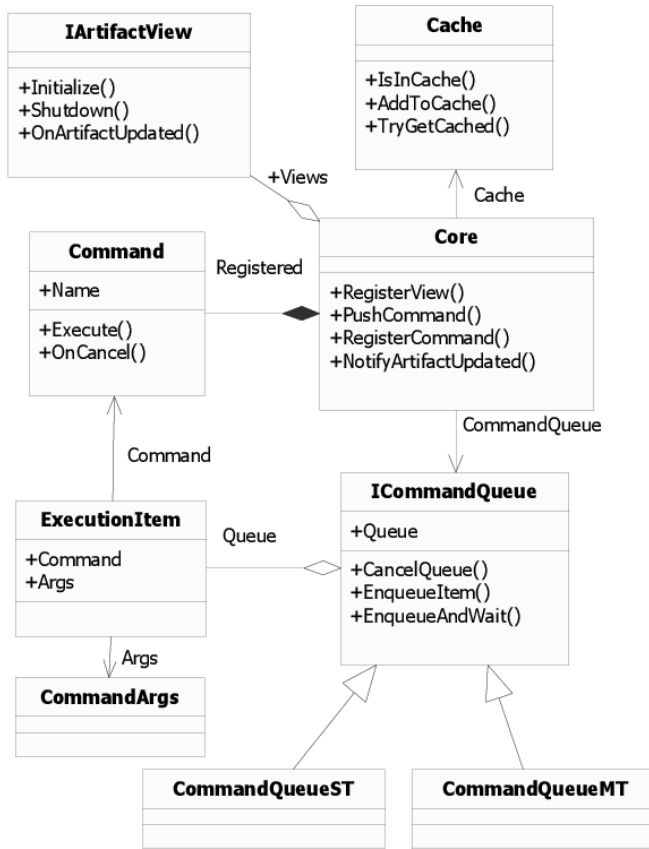 IArtifactView
+Initialize()
+Shutdown()
+OnArtifactUpdated()
Cache
+IsInCache()
+AddToCache()
+TryGetCached()
+Views
Cache
Command
+Name
+Execute()
+OnCancel()
Registered
Core
+RegisterView()
+PushCommand()
+RegisterCommand()
+NotifyArtifactUpdated()
Command
CommandQueue
ExecutionItem
+Command
+Args
Queue
ICommandQueue
+Queue
+CancelQueue()
+EnqueueItem()
+EnqueueAndWait()
Args
CommandArgs
CommandQueueST
CommandQueueMT